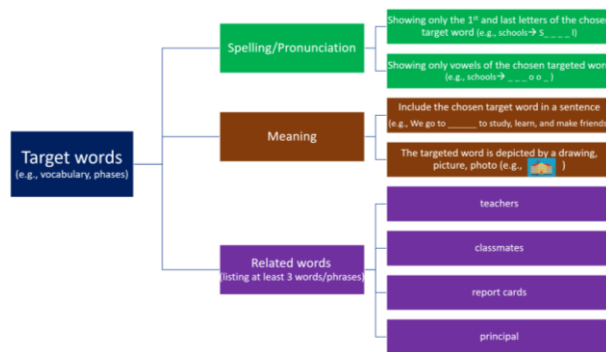 Target words
(e.g., vocabulary, phases)
Spelling/Pronunciation
Showing only the 1st and last letters of the chosen
target word (e.g., schools→ S_ _ _ _ l)
Showing only vowels of the chosen targeted word
(e.g., schools→ _ _ _ o o _ )
Meaning
Include the chosen target word in a sentence
(e.g., We go to ______ to study, learn, and make friends
The targeted word is depicted by a drawing,
picture, photo (e.g., )
Related words
(listing at least 3 words/phrases)
teachers
classmates
report cards
principal